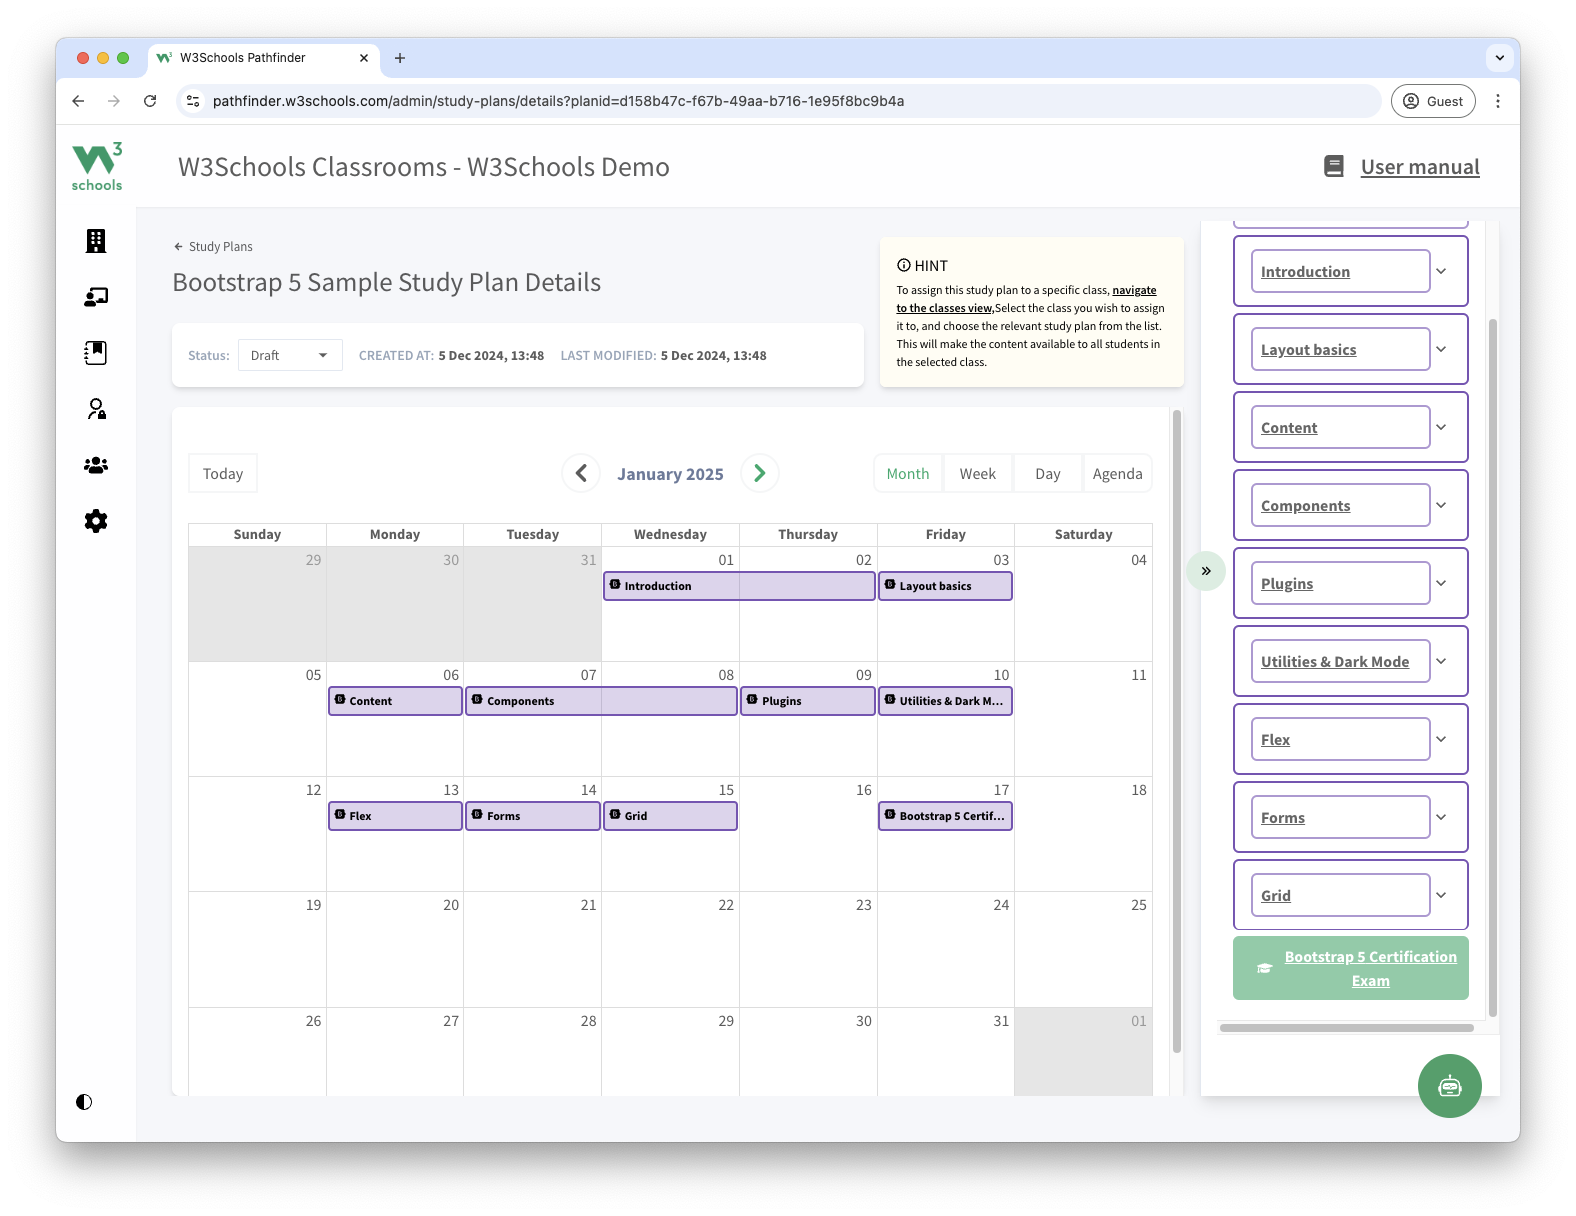 W3Schools Pathfinder
pathfinder.w3schools.com/admin/study-plans/details?planid=d158b47c-f67b-49aa-b716-1e95f8bc9b4a
Guest
W3 schools
W3Schools Classrooms - W3Schools Demo
User manual
Study Plans
Bootstrap 5 Sample Study Plan Details
Status: Draft CREATED AT: 5 Dec 2024, 13:48 LAST MODIFIED: 5 Dec 2024, 13:48
HINT
To assign this study plan to a specific class, navigate
to the classes view,Select the class you wish to assign
it to, and choose the relevant study plan from the list.
This will make the content available to all students in
the selected class.
Today
January 2025
Month Week Day Agenda
Sunday Monday Tuesday Wednesday Thursday Friday Saturday
29 30 31 01 02 03 04
Introduction Layout basics
05 06 07 08 09 10 11
Content Components Plugins Utilities & Dark M...
12 13 14 15 16 17 18
Flex Forms Grid Bootstrap 5 Certif...
19 20 21 22 23 24 25
26 27 28 29 30 31 01
Introduction
Layout basics
Content
Components
Plugins
Utilities & Dark Mode
Flex
Forms
Grid
Bootstrap 5 Certification
Exam